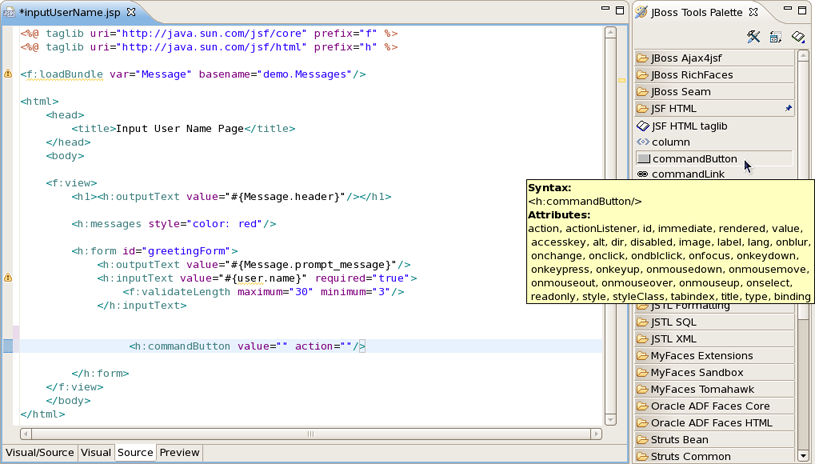 *inputUserName.jsp
<%@ taglib uri="http://java.sun.com/jsf/core" prefix="f" %>
<%@ taglib uri="http://java.sun.com/jsf/html" prefix="h" %>
<f:loadBundle var="Message" basename="demo.Messages"/>
<html>
<head>
<title>Input User Name Page</title>
</head>
<body>
<f:view>
<h1><h:outputText value="#{Message.header}"/></h1>
<h:messages style="color: red"/>
<h:form id="greetingForm">
<h:outputText value="#{Message.prompt_message}"/>
<h:inputText value="#{user.name}" required="true">
<f:validateLength maximum="30" minimum="3"/>
</h:inputText>
<h:commandButton value="" action=""/>
</h:form>
</f:view>
</body>
</html>
Visual/Source
Visual
Source
Preview
JBoss Tools Palette
JBoss Ajax4jsf
JBoss RichFaces
JBoss Seam
JSF HTML
JSF HTML taglib
column
commandButton
commandLink
Syntax:
<h:commandButton/>
Attributes:
action, actionListener, id, immediate, rendered, value,
accesskey, alt, dir, disabled, image, label, lang, onblur,
onchange, onclick, ondblclick, onfocus, onkeydown,
onkeypress, onkeyup, onmousedown, onmousemove,
onmouseout, onmouseover, onmouseup, onselect,
readonly, style, styleClass, tabindex, title, type, binding
JSTL Formatting
JSTL SQL
JSTL XML
MyFaces Extensions
MyFaces Sandbox
MyFaces Tomahawk
Oracle ADF Faces Core
Oracle ADF Faces HTML
Struts Bean
Struts Common